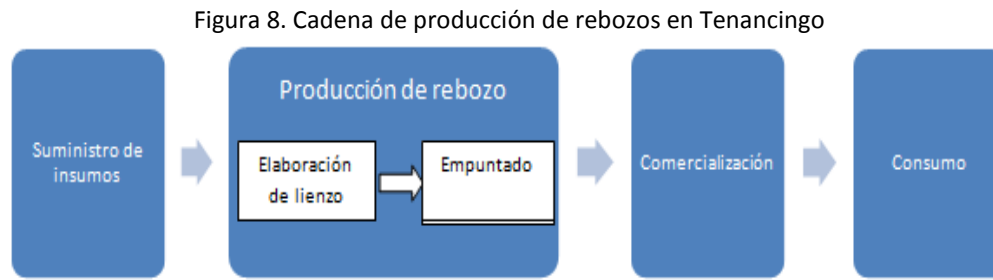 Figura 8. Cadena de producción de rebozos en Tenancingo
Suministro de
insumos
Producción de rebozo
Elaboración
de lienzo
Empuntado
Comercialización
Consumo